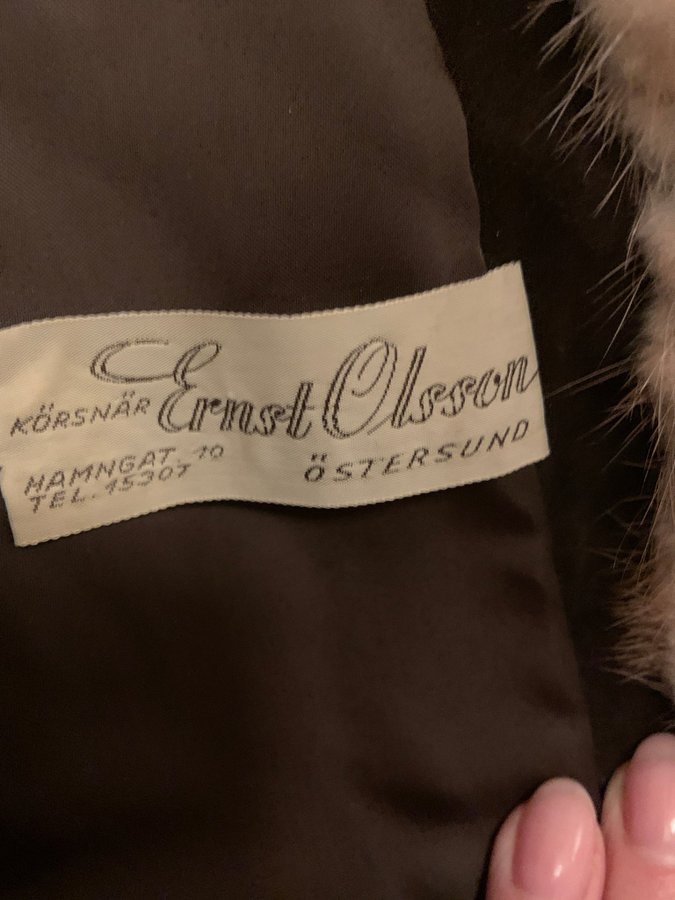 KÖRSNÄR Ernst Olsson
HAMNGAT. 10 ÖSTERSUND
TEL. 15307